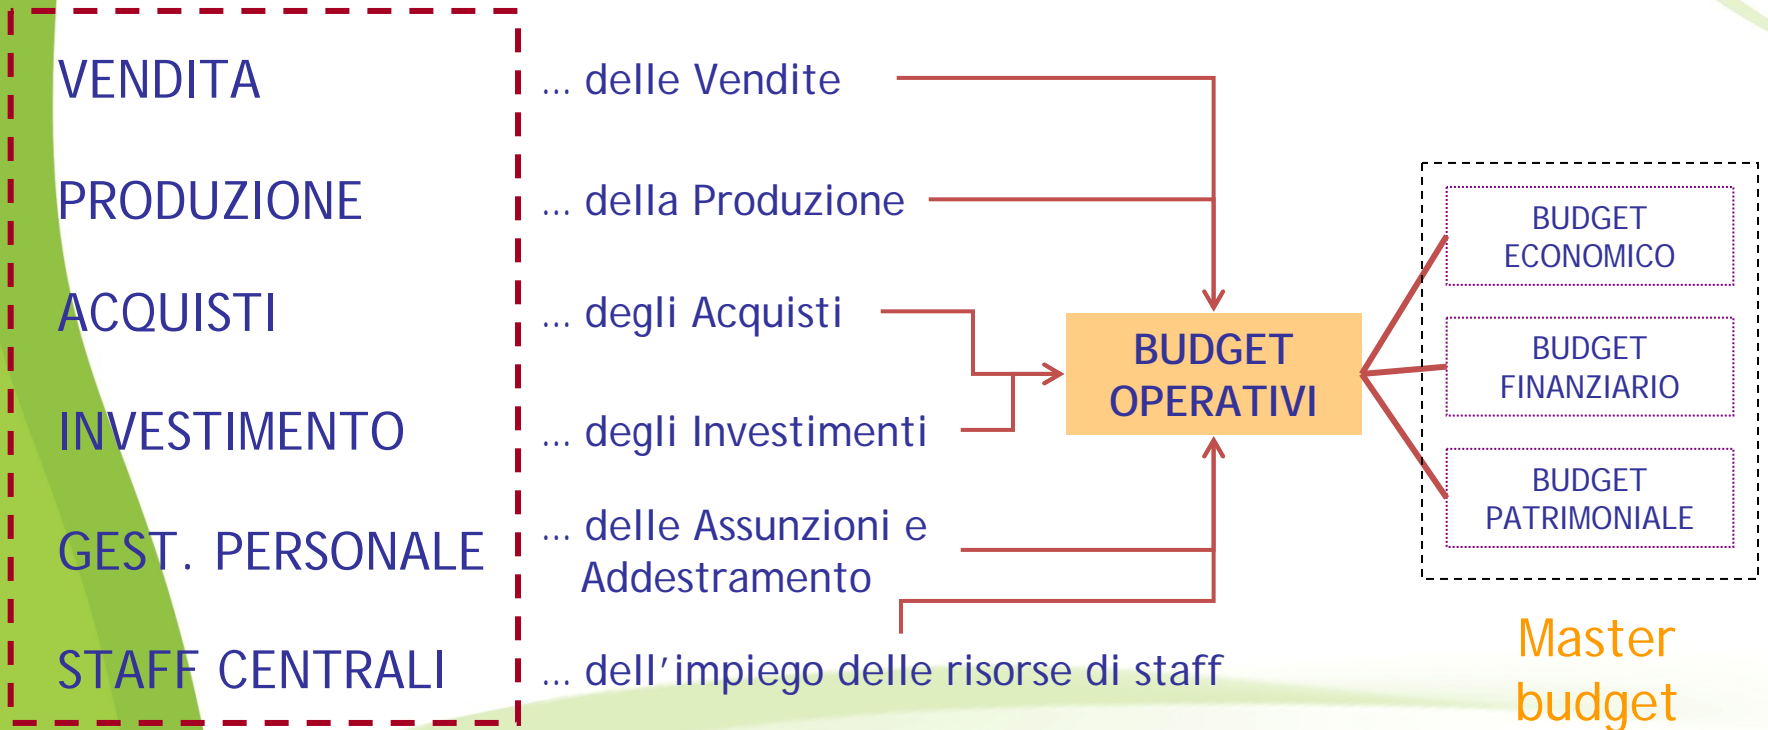 VENDITA
... delle Vendite
PRODUZIONE
... della Produzione
ACQUISTI
... degli Acquisti
INVESTIMENTO
... degli Investimenti
GEST. PERSONALE
... delle Assunzioni e
Addestramento
STAFF CENTRALI
... dell’impiego delle risorse di staff
BUDGET
OPERATIVI
BUDGET
ECONOMICO
BUDGET
FINANZIARIO
BUDGET
PATRIMONIALE
Master
budget